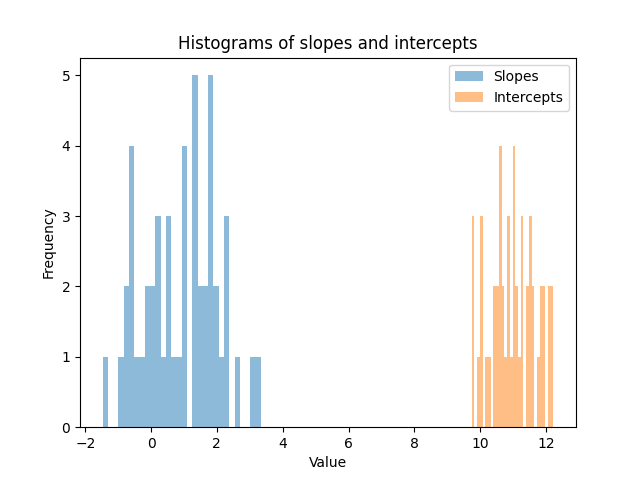 Histograms of slopes and intercepts
Slopes
Intercepts
5
4
3
2
1
0
Frequency
−2
0
2
4
6
8
10
12
Value